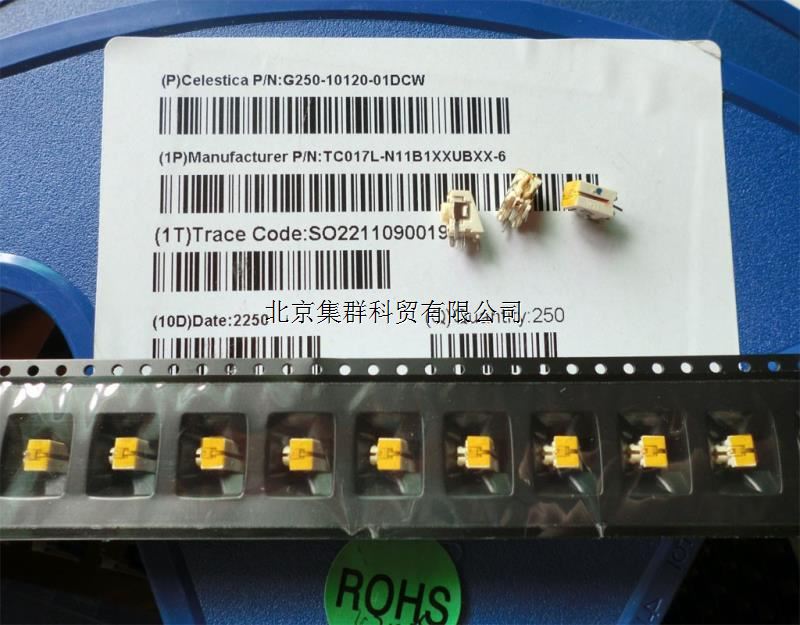 (P)Celestica P/N:G250-10120-01DCW
(1P)Manufacturer P/N:TC017L-N11B1XXUBXX-6
(1T)Trace Code:SO2211090019
(10D)Date:2250
(Q)Quantity:250
北京集群科贸有限公司
ROHS